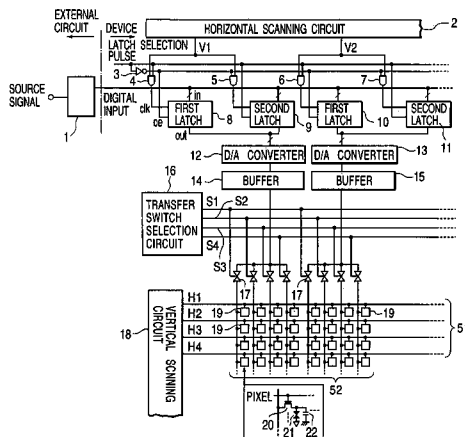 EXTERNAL CIRCUIT
DEVICE
HORIZONTAL SCANNING CIRCUIT
2
LATCH SELECTION
PULSE
V1
V2
3
4
5
6
7
SOURCE SIGNAL
1
DIGITAL INPUT
in
clk
ce
out
FIRST LATCH
8
SECOND LATCH
9
FIRST LATCH
10
SECOND LATCH
11
12
D/A CONVERTER
D/A CONVERTER
13
14
BUFFER
BUFFER
15
16
TRANSFER SWITCH SELECTION CIRCUIT
S1
S2
S4
S3
17
17
18
VERTICAL SCNNING CIRCUIT
H1
H2
H3
H4
19
19
19
5
52
PIXEL
20
21
22